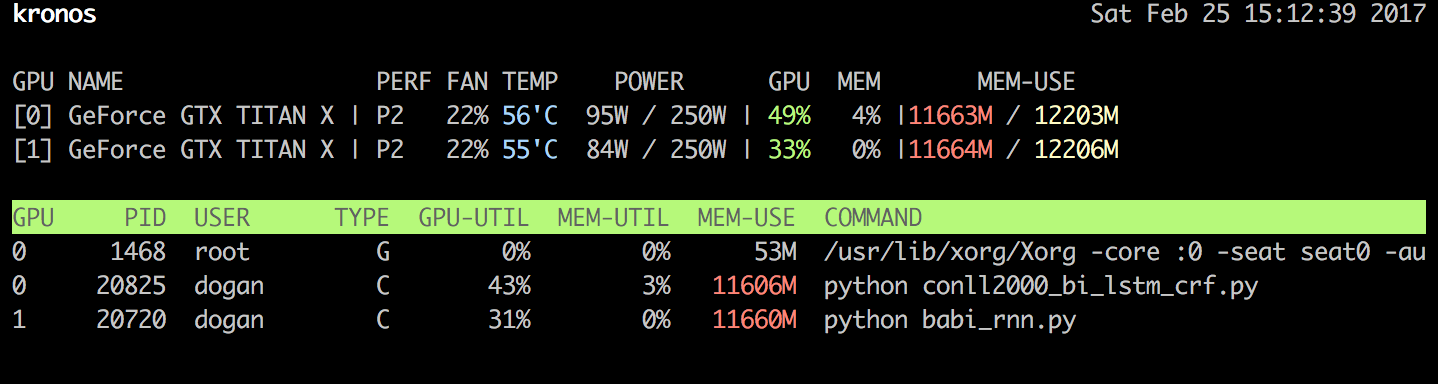 kronos Sat Feb 25 15:12:39 2017
GPU NAME PERF FAN TEMP POWER GPU MEM MEM-USE
[0] GeForce GTX TITAN X | P2 22% 56'C 95W / 250W | 49% 4% |11663M / 12203M
[1] GeForce GTX TITAN X | P2 22% 55'C 84W / 250W | 33% 0% |11664M / 12206M
GPU PID USER TYPE GPU-UTIL MEM-UTIL MEM-USE COMMAND
0 1468 root G 0% 0% 53M /usr/lib/xorg/Xorg -core :0 -seat seat0 -au
0 20825 dogan C 43% 3% 11606M python conll2000_bi_lstm_crf.py
1 20720 dogan C 31% 0% 11660M python babi_rnn.py